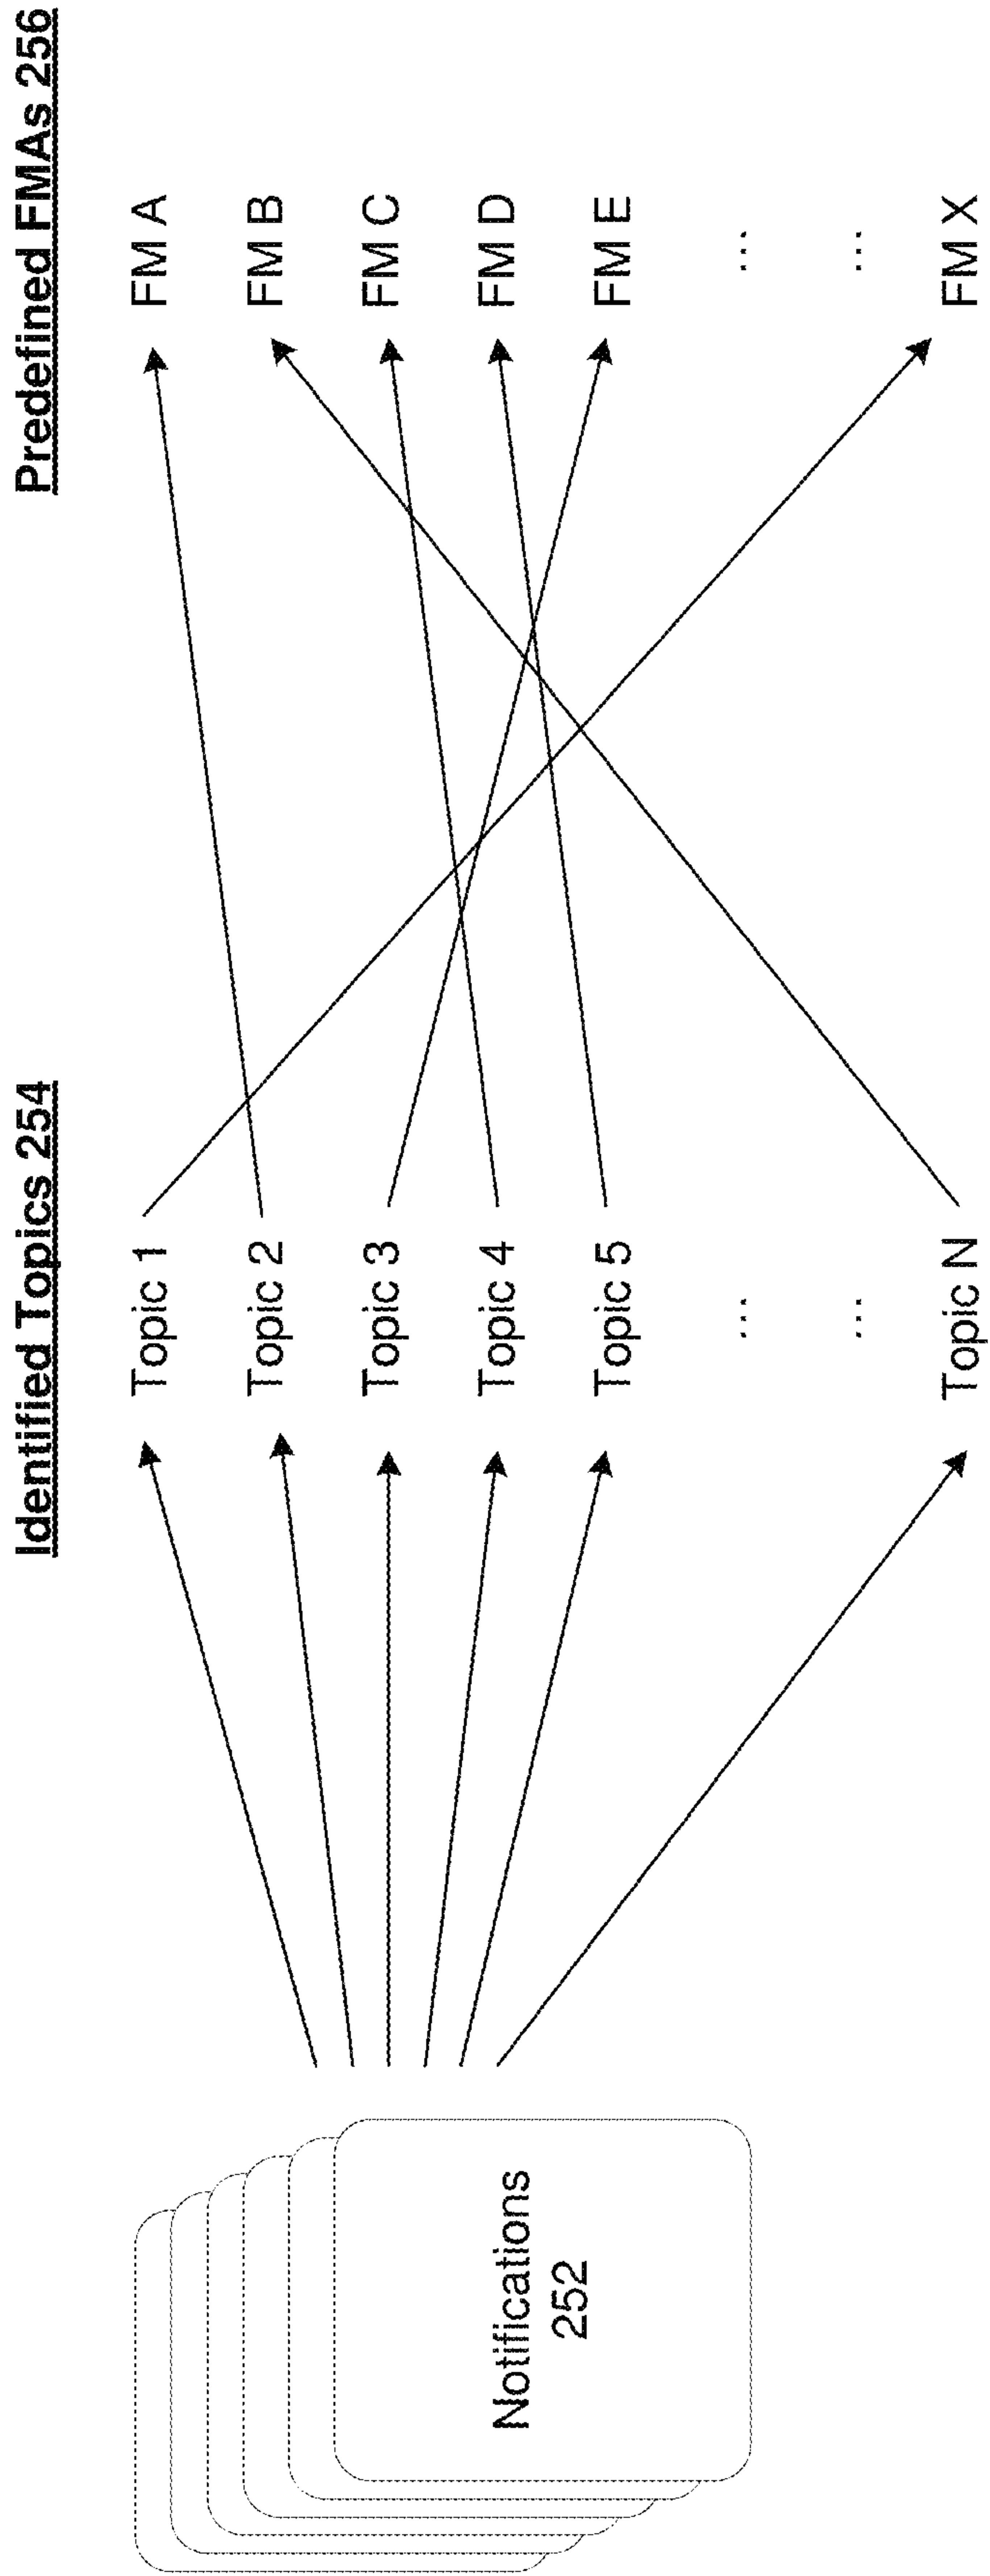 Identified Topics 254
Predefined FMAs 256
Notifications
252
Topic 1
Topic 2
Topic 3
Topic 4
Topic 5
...
...
Topic N
FM A
FM B
FM C
FM D
FM E
...
...
FM X